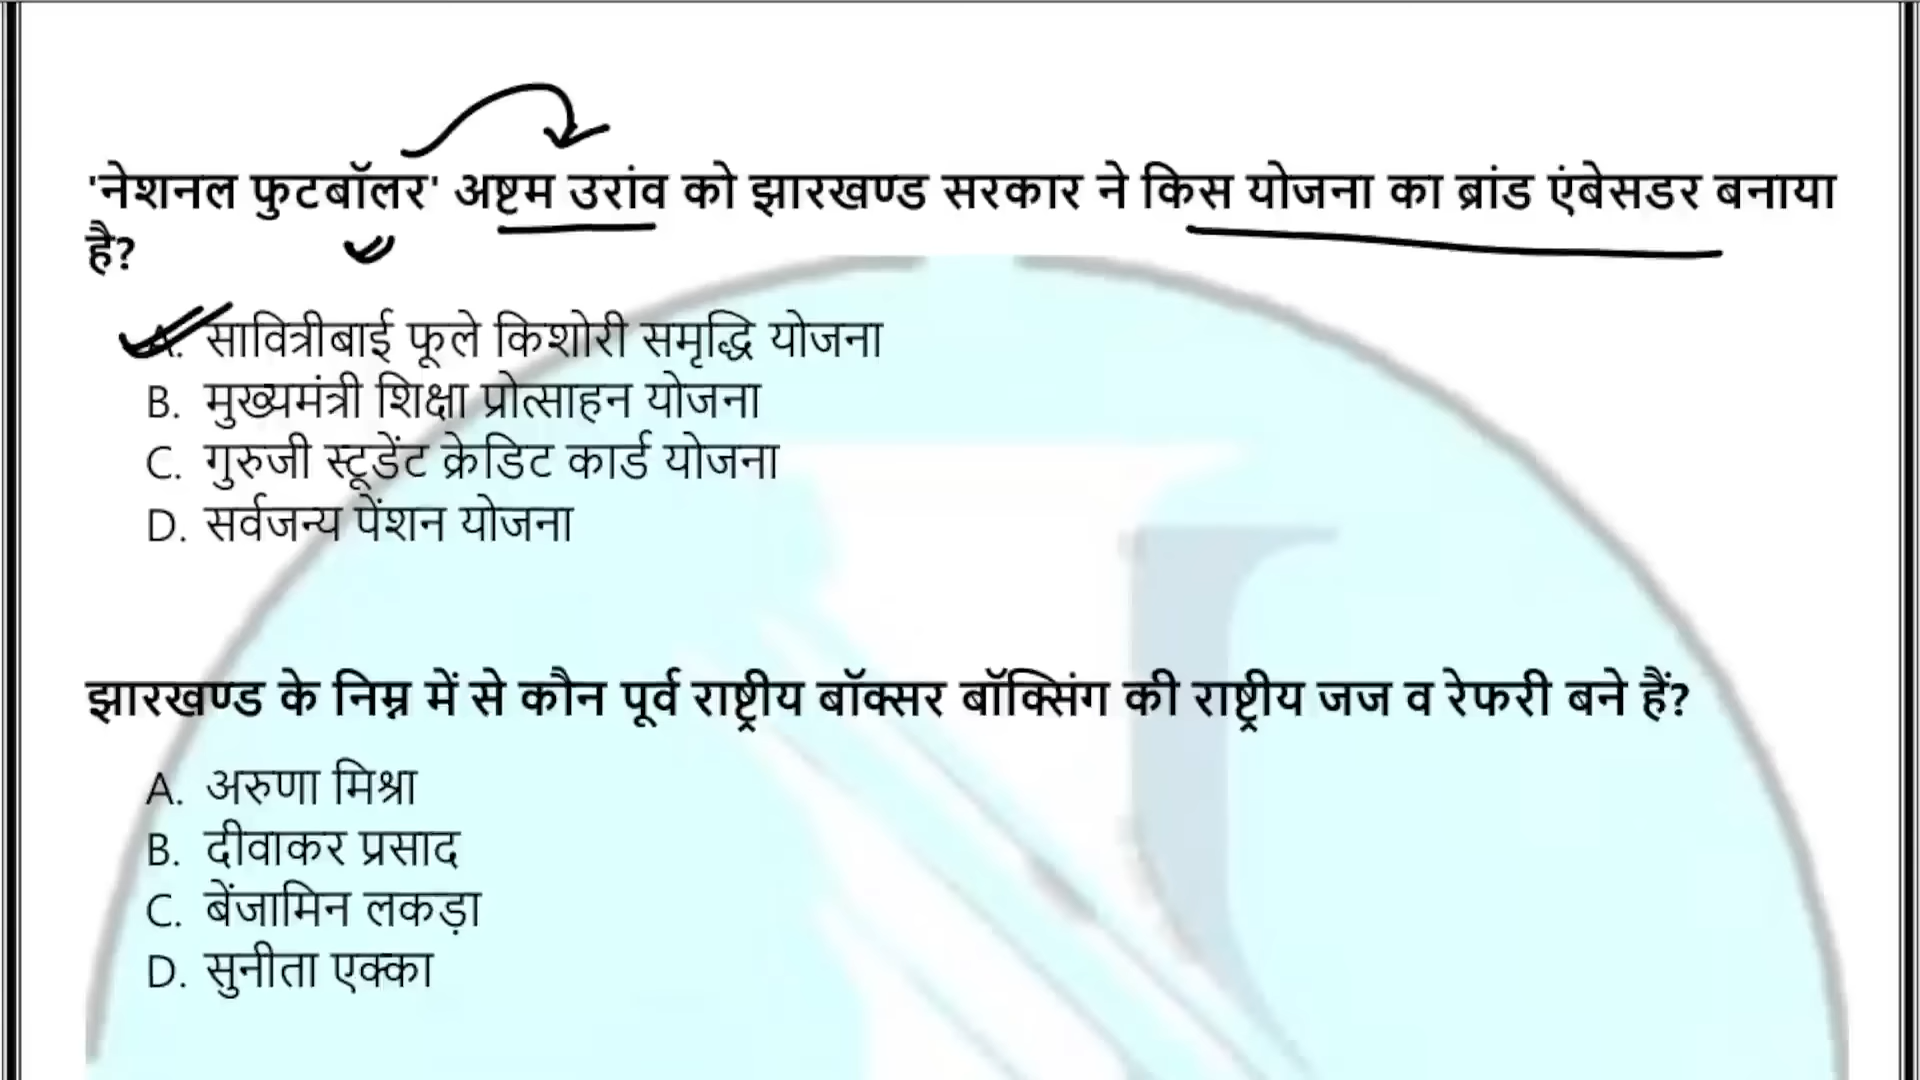 'नेशनल फुटबॉलर' अष्टम उरांव को झारखण्ड सरकार ने किस योजना का ब्रांड एंबेसडर बनाया
है?
A. सावित्रीबाई फूले किशोरी समृद्धि योजना
B. मुख्यमंत्री शिक्षा प्रोत्साहन योजना
C. गुरुजी स्टूडेंट क्रेडिट कार्ड योजना
D. सर्वजन्य पेंशन योजना
झारखण्ड के निम्न में से कौन पूर्व राष्ट्रीय बॉक्सर बॉक्सिंग की राष्ट्रीय जज व रेफरी बने हैं?
A. अरुणा मिश्रा
B. दीवाकर प्रसाद
C. बेंजामिन लकड़ा
D. सुनीता एक्का